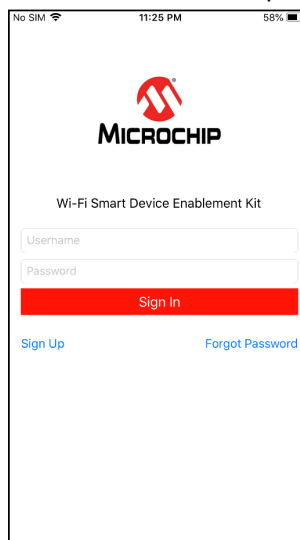 No SIM 11:25 PM 58%
MICROCHIP
Wi-Fi Smart Device Enablement Kit
Username
Password
Sign In
Sign Up Forgot Password